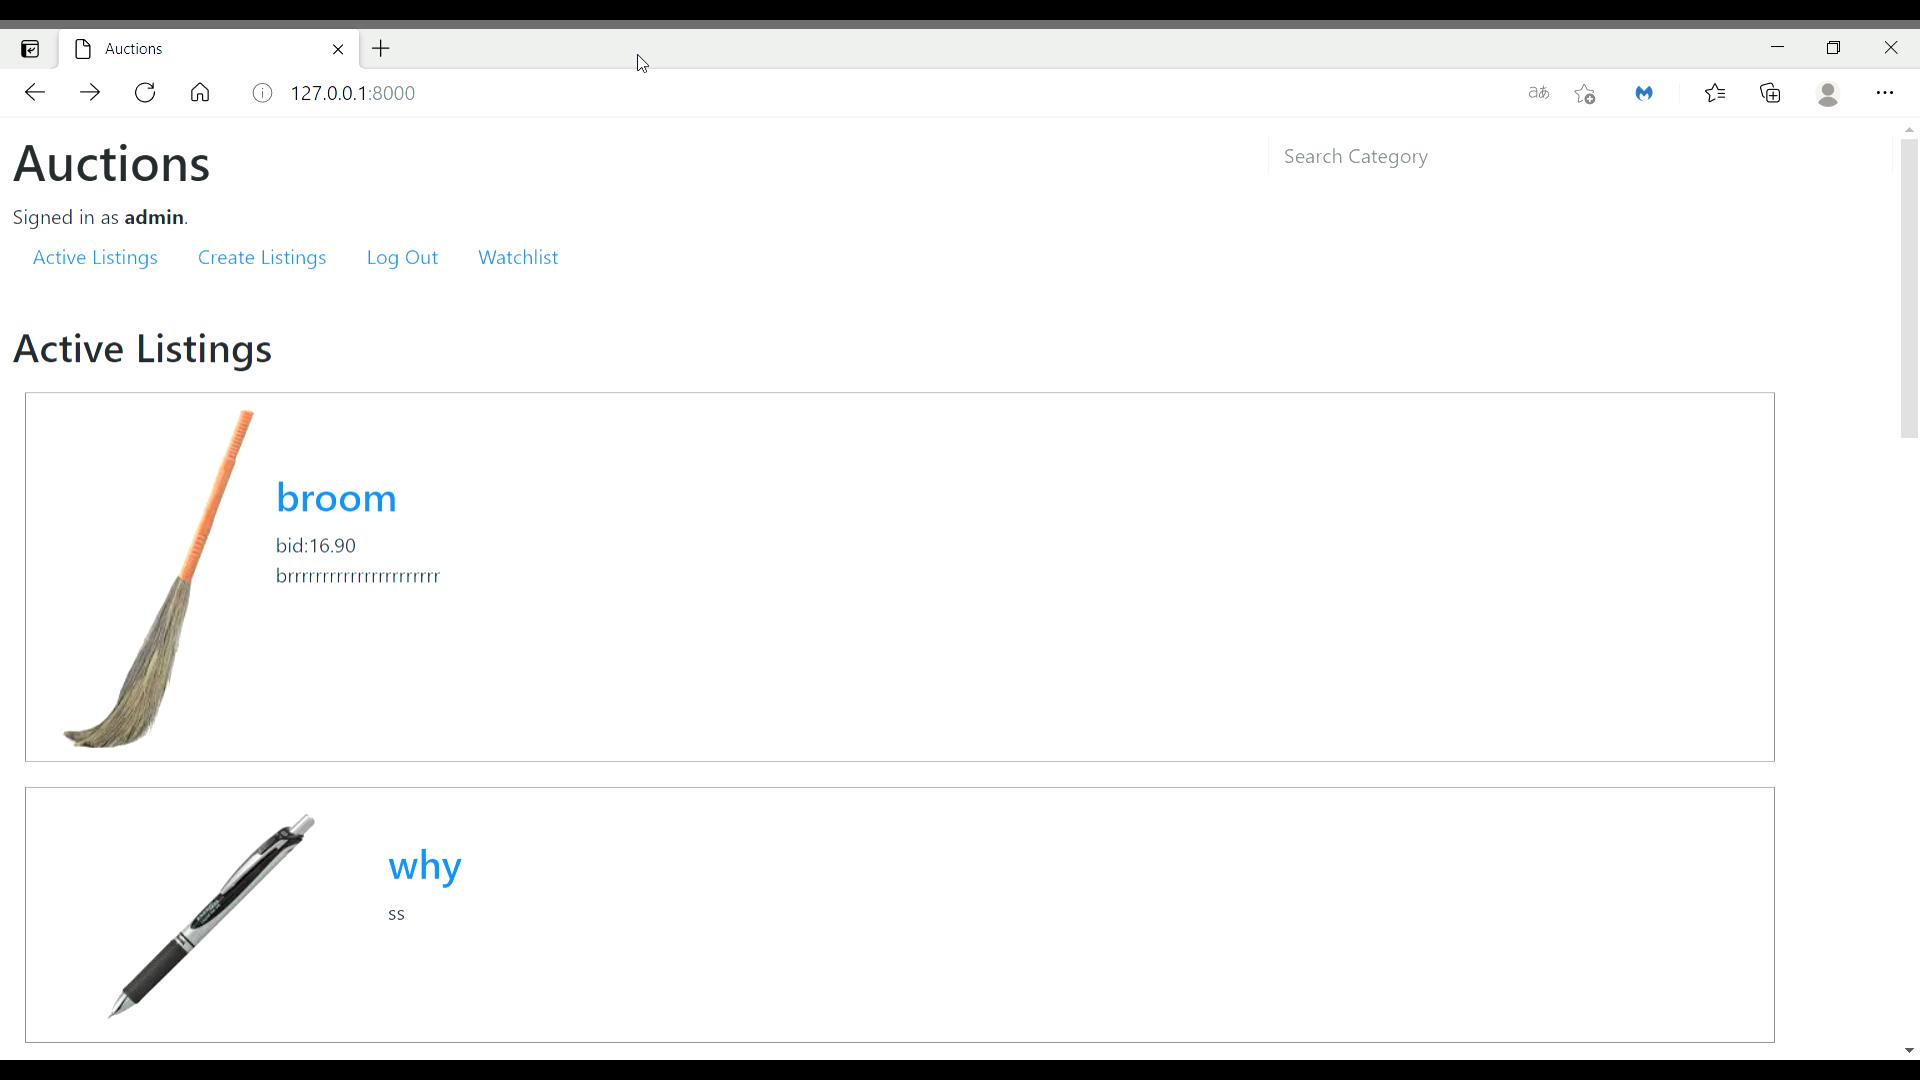 Auctions
127.0.0.1:8000
Auctions
Search Category
Signed in as admin.
Active Listings
Create Listings
Log Out
Watchlist
Active Listings
broom
bid:16.90
brrrrrrrrrrrrrrrrrrrrrr
why
ss